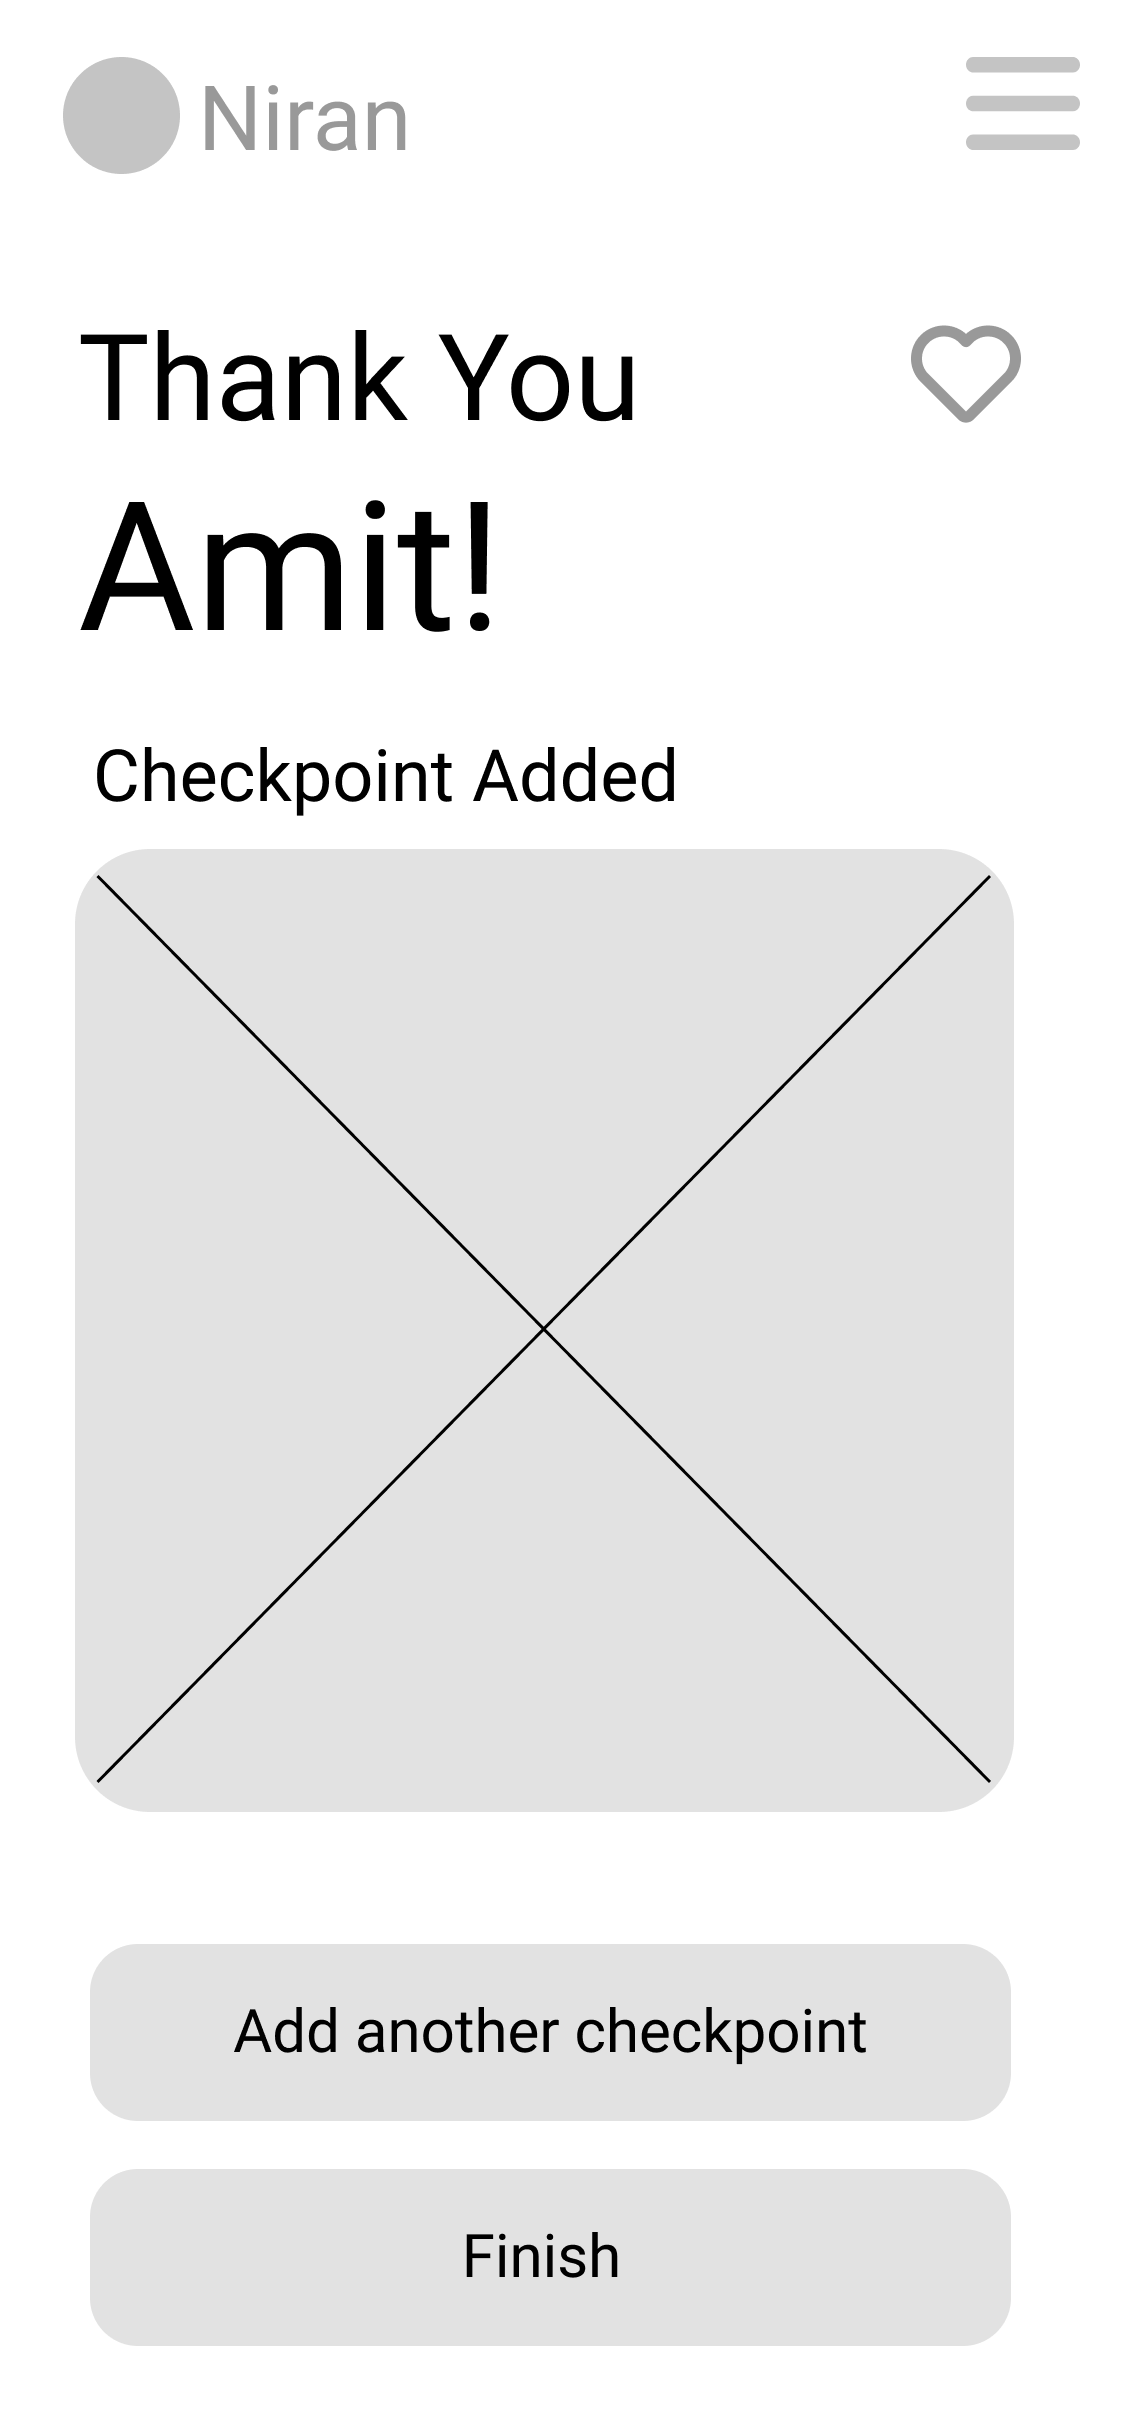 Niran
Thank You
Amit!
Checkpoint Added
Add another checkpoint
Finish